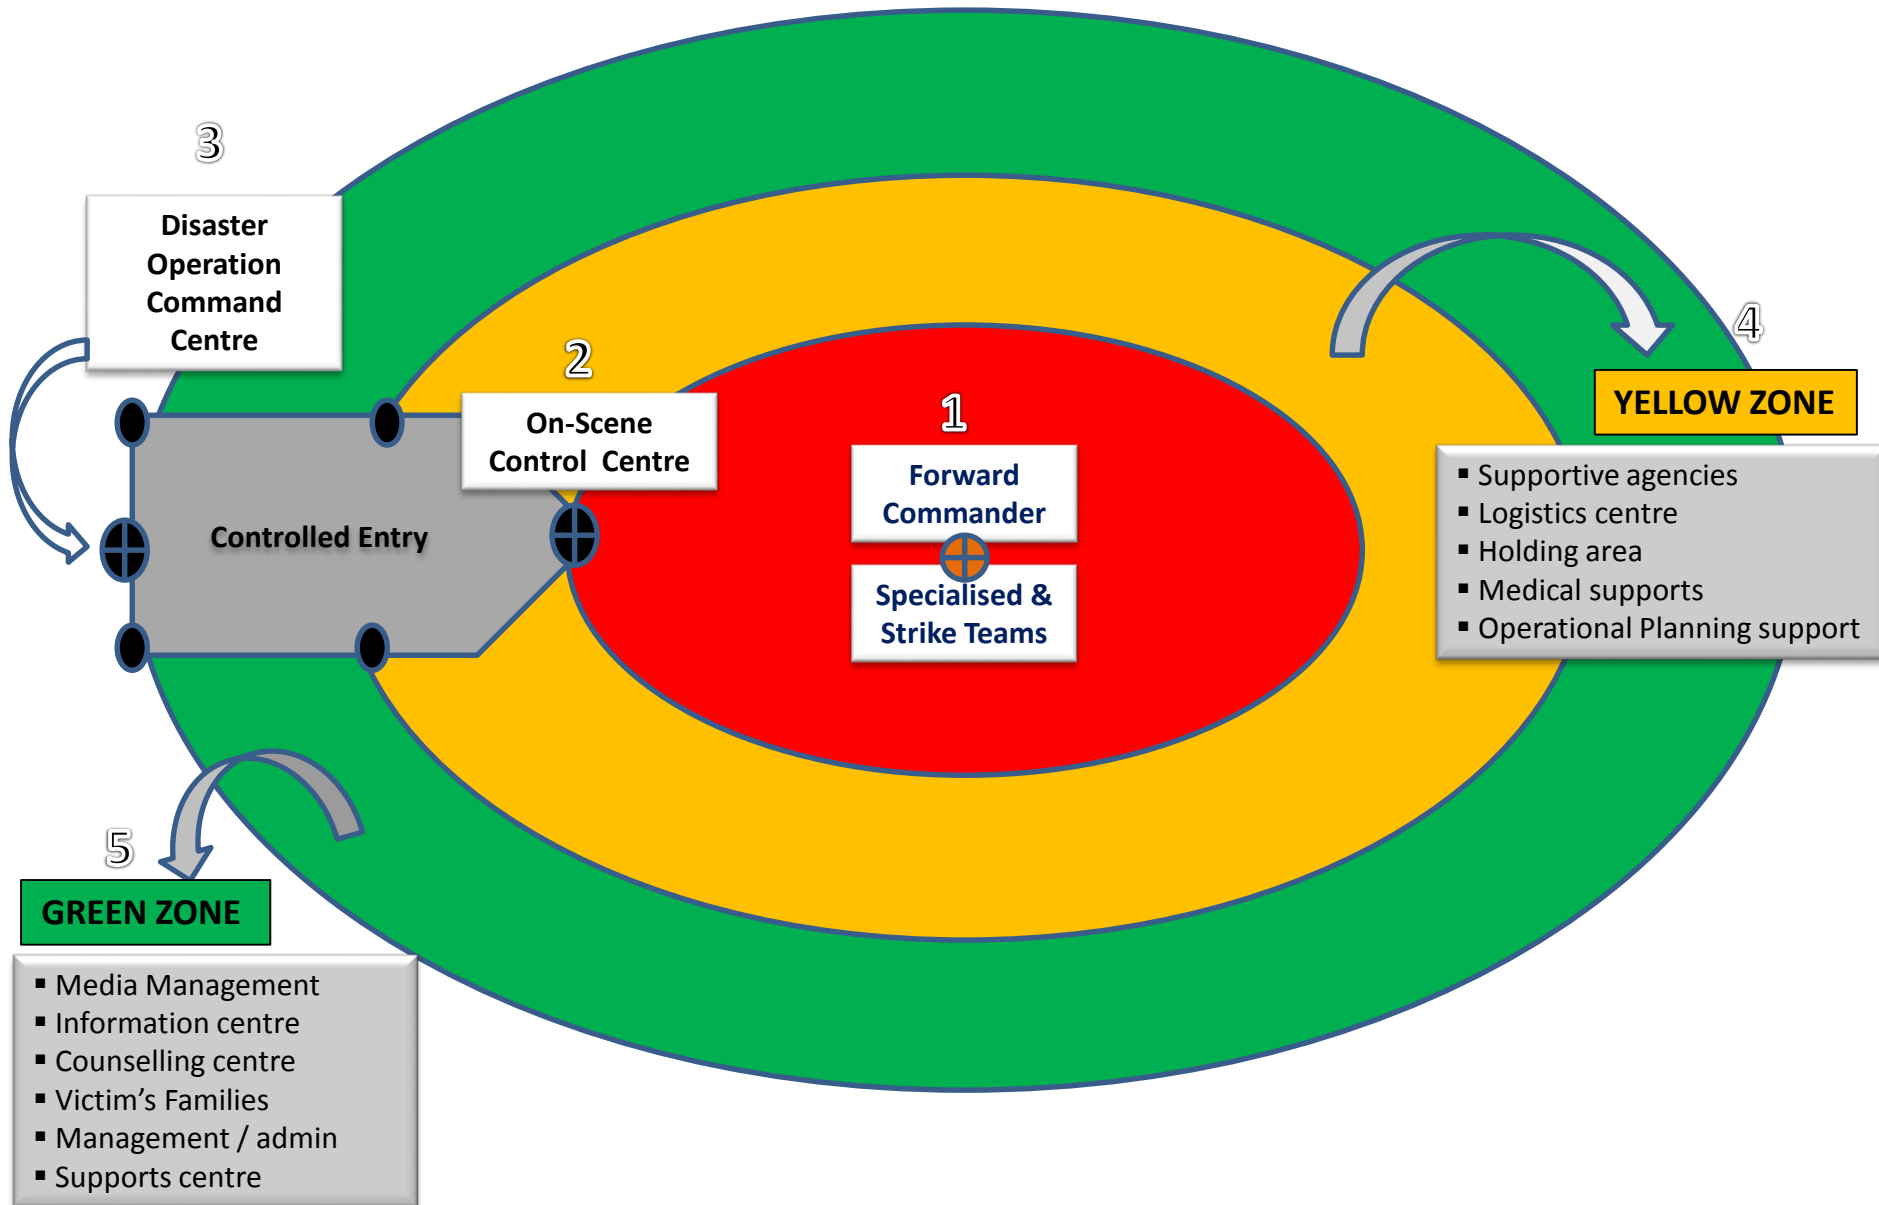 3
Disaster
Operation
Command
Centre
2
On-Scene
Control Centre
1
Forward
Commander
Specialised &
Strike Teams
Controlled Entry
4
YELLOW ZONE
▪ Supportive agencies
▪ Logistics centre
▪ Holding area
▪ Medical supports
▪ Operational Planning support
5
GREEN ZONE
▪ Media Management
▪ Information centre
▪ Counselling centre
▪ Victim’s Families
▪ Management / admin
▪ Supports centre